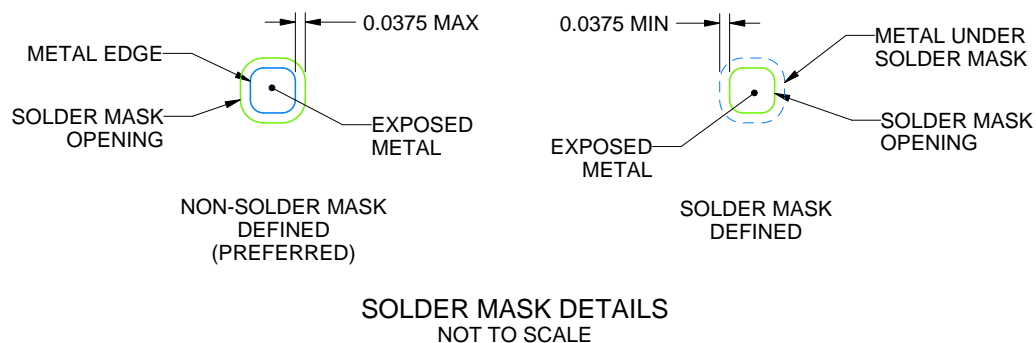 0.0375 MAX
METAL EDGE
SOLDER MASK
OPENING
EXPOSED
METAL
NON-SOLDER MASK
DEFINED
(PREFERRED)
0.0375 MIN
METAL UNDER
SOLDER MASK
EXPOSED
METAL
SOLDER MASK
OPENING
SOLDER MASK
DEFINED
SOLDER MASK DETAILS
NOT TO SCALE